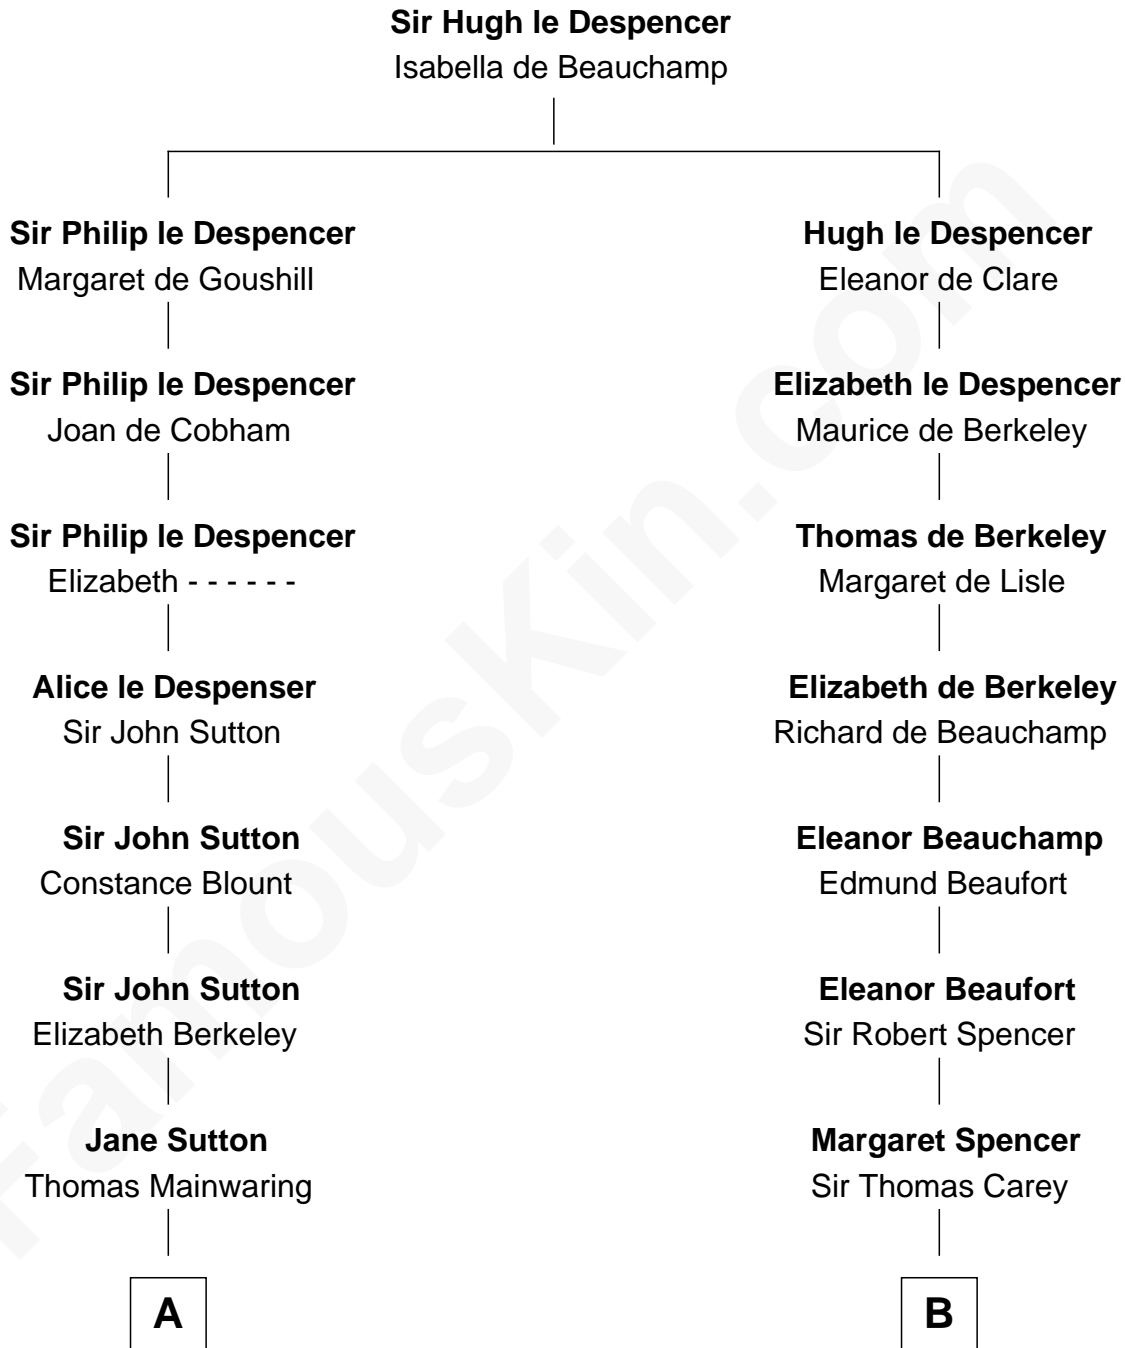 Sir Hugh le Despencer
Isabella de Beauchamp
Sir Philip le Despencer
Margaret de Goushill
Hugh le Despencer
Eleanor de Clare
Sir Philip le Despencer
Joan de Cobham
Elizabeth le Despencer
Maurice de Berkeley
Sir Philip le Despencer
Elizabeth - - - - - -
Thomas de Berkeley
Margaret de Lisle
Alice le Despenser
Sir John Sutton
Elizabeth de Berkeley
Richard de Beauchamp
Sir John Sutton
Constance Blount
Eleanor Beauchamp
Edmund Beaufort
Sir John Sutton
Elizabeth Berkeley
Eleanor Beaufort
Sir Robert Spencer
Jane Sutton
Thomas Mainwaring
Margaret Spencer
Sir Thomas Carey
A
B
FamousKin.com